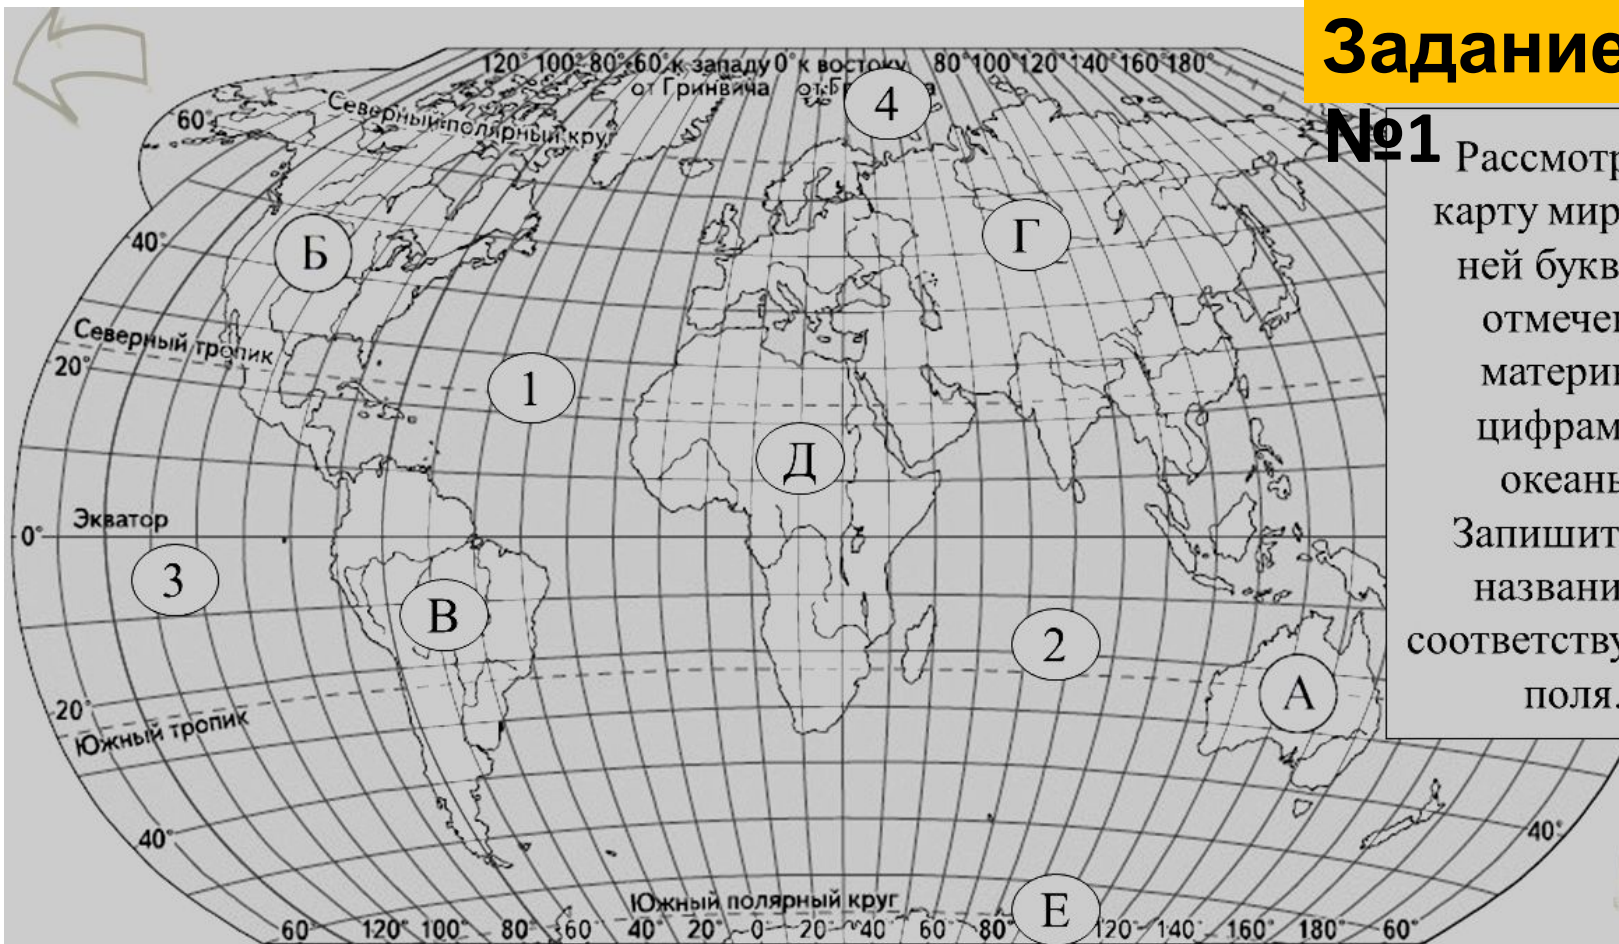 Задание
№1
Рассмотр
карту мир
ней букв
отмечен
матери
цифрам
океань
Запишит
названи
соответству
поля.
120° 100° 80° 60° к западу 0° к востоку 80° 100° 120° 140° 160° 180°
от Гринвича
4
Северный полярный круг
60°
40°
Б
Г
Северный тропик
20°
1
Д
Экватор
0°
3
В
2
А
20°
Южный тропик
40°
40°
Южный полярный круг
Е
60° 120° 100° 80° 60° 40° 20° 0° 20° 40° 60° 80° 120° 140° 160° 180° 60°